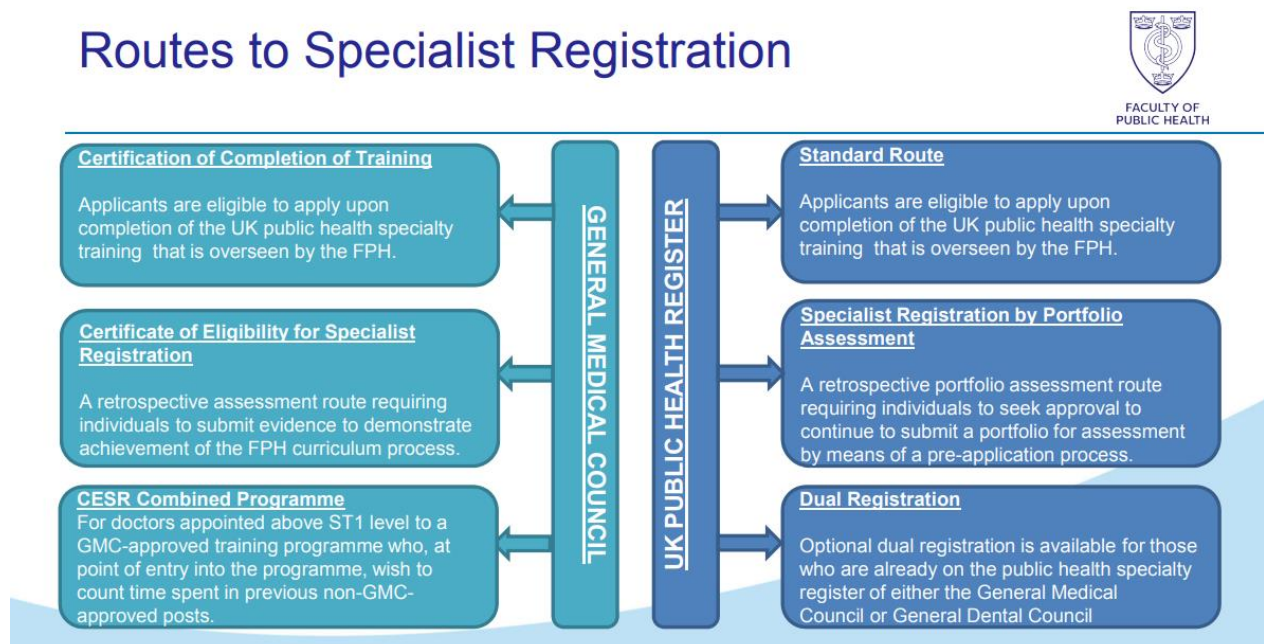 Routes to Specialist Registration
FACULTY OF
PUBLIC HEALTH
Certification of Completion of Training
Applicants are eligible to apply upon
completion of the UK public health specialty
training that is overseen by the FPH.
Certificate of Eligibility for Specialist
Registration
A retrospective assessment route requiring
individuals to submit evidence to demonstrate
achievement of the FPH curriculum process.
CESR Combined Programme
For doctors appointed above ST1 level to a
GMC-approved training programme who, at
point of entry into the programme, wish to
count time spent in previous non-GMC-
approved posts.
GENERAL MEDICAL COUNCIL
UK PUBLIC HEALTH REGISTER
Standard Route
Applicants are eligible to apply upon
completion of the UK public health specialty
training that is overseen by the FPH.
Specialist Registration by Portfolio
Assessment
A retrospective portfolio assessment route
requiring individuals to seek approval to
continue to submit a portfolio for assessment
by means of a pre-application process.
Dual Registration
Optional dual registration is available for those
who are already on the public health specialty
register of either the General Medical
Council or General Dental Council